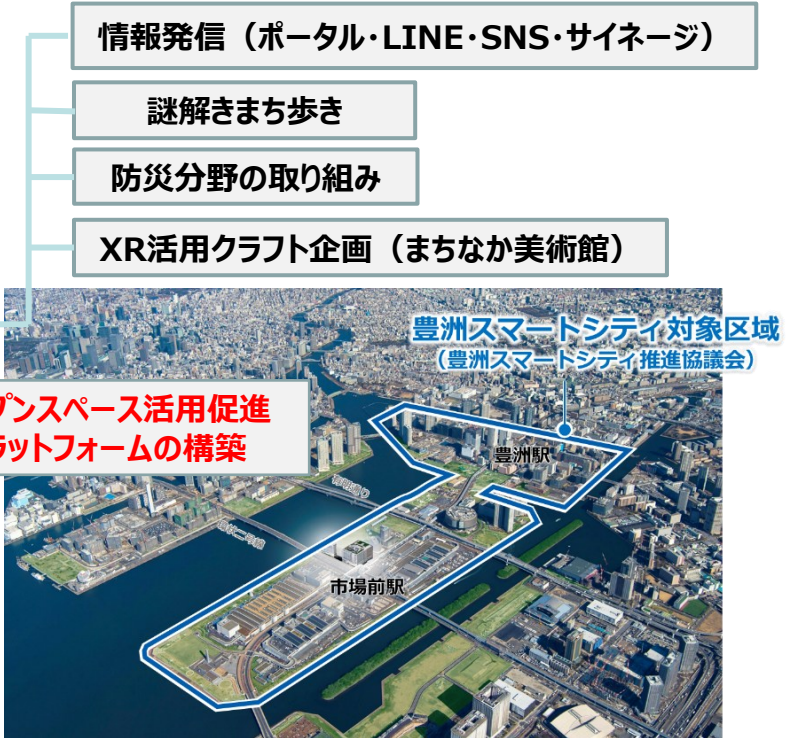 情報発信（ポータル・LINE・SNS・サイネージ）
謎解きまち歩き
防災分野の取り組み
XR活用クラフト企画（まちなか美術館）
豊洲スマートシティ対象区域
（豊洲スマートシティ推進協議会）
プンスペース活用促進
ラットフォームの構築
豊洲駅
市場前駅